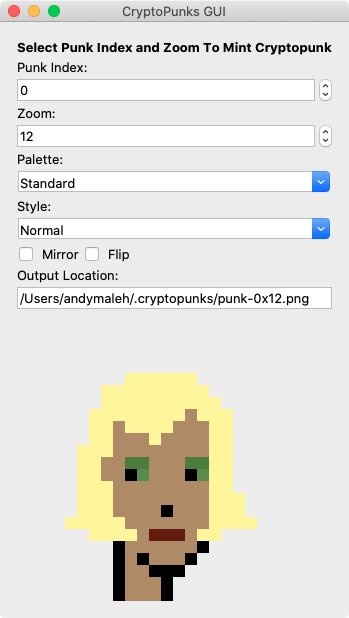 CryptoPunks GUI
Select Punk Index and Zoom To Mint Cryptopunk
Punk Index:
0
Zoom:
12
Palette:
Standard
Style:
Normal
Mirror Flip
Output Location:
/Users/andymaleh/.cryptopunks/punk-0x12.png